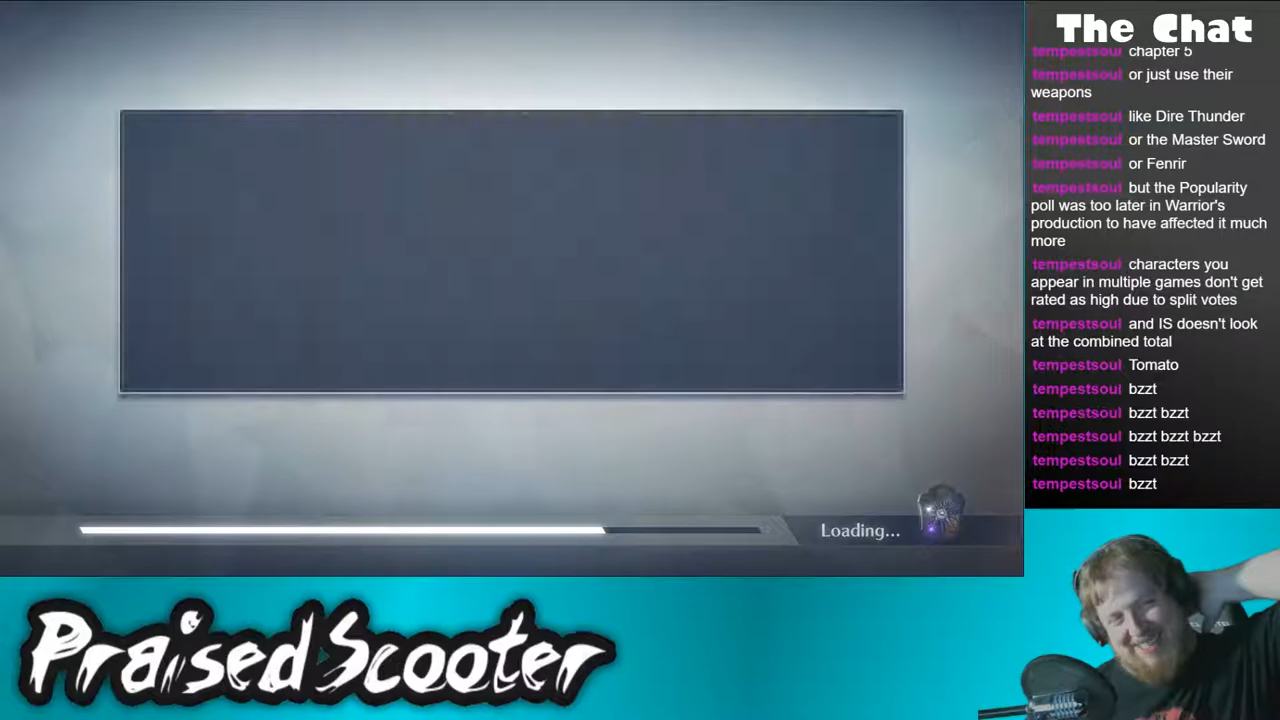 The Chat
tempestsoul chapter 5
tempestsoul or just use their
weapons
tempestsoul like Dire Thunder
tempestsoul or the Master Sword
tempestsoul or Fenrir
tempestsoul but the Popularity
poll was too later in Warrior's
production to have affected it much
more
tempestsoul characters you
appear in multiple games don't get
rated as high due to split votes
tempestsoul and IS doesn't look
at the combined total
tempestsoul Tomato
tempestsoul bzzt
tempestsoul bzzt bzzt
tempestsoul bzzt bzzt bzzt
tempestsoul bzzt bzzt
tempestsoul bzzt
Loading...
PraisedScooter